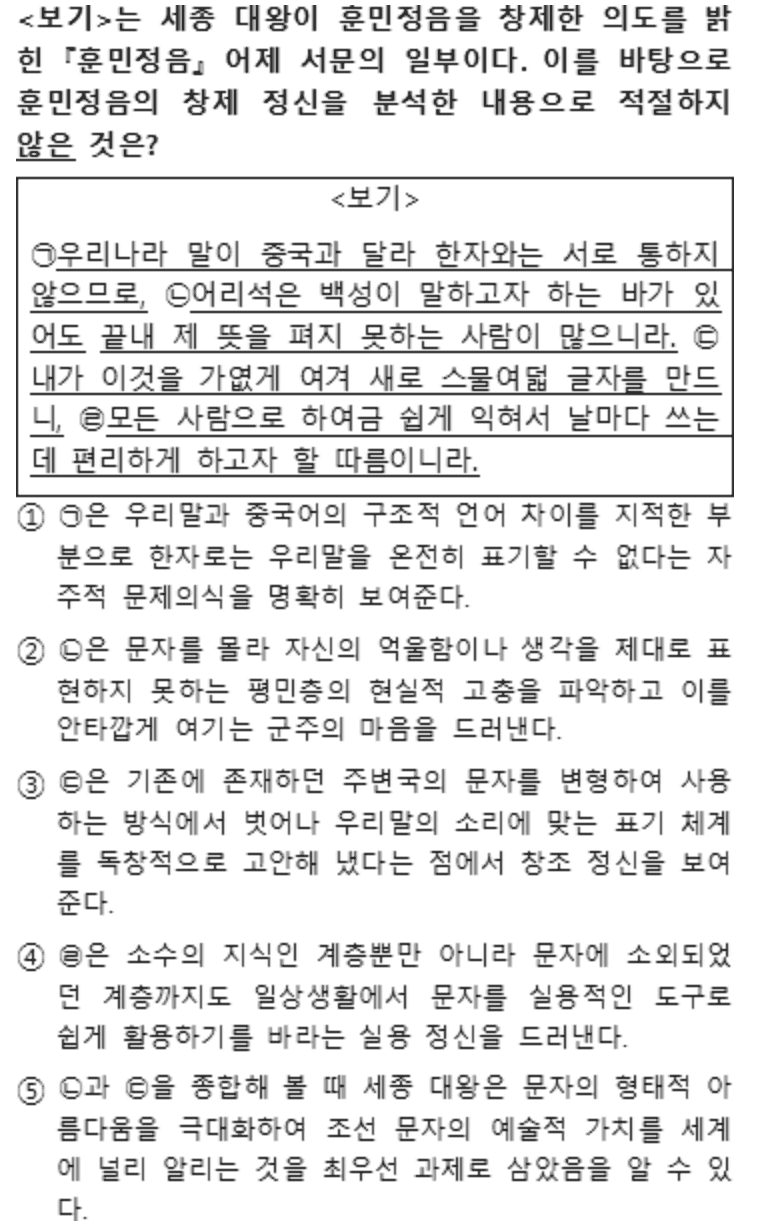 <보기>는 세종 대왕이 훈민정음을 창제한 의도를 밝
힌 『훈민정음』 어제 서문의 일부이다. 이를 바탕으로
훈민정음의 창제 정신을 분석한 내용으로 적절하지
않은 것은?
<보기>
㉠우리나라 말이 중국과 달라 한자와는 서로 통하지
않으므로, ㉡어리석은 백성이 말하고자 하는 바가 있
어도 끝내 제 뜻을 펴지 못하는 사람이 많으니라. ㉢
내가 이것을 가엾게 여겨 새로 스물여덟 글자를 만드
니, ㉣모든 사람으로 하여금 쉽게 익혀서 날마다 쓰는
데 편리하게 하고자 할 따름이니라.
① ㉠은 우리말과 중국어의 구조적 언어 차이를 지적한 부
분으로 한자로는 우리말을 온전히 표기할 수 없다는 자
주적 문제의식을 명확히 보여준다.
② ㉡은 문자를 몰라 자신의 억울함이나 생각을 제대로 표
현하지 못하는 평민층의 현실적 고충을 파악하고 이를
안타깝게 여기는 군주의 마음을 드러낸다.
③ ㉢은 기존에 존재하던 주변국의 문자를 변형하여 사용
하는 방식에서 벗어나 우리말의 소리에 맞는 표기 체계
를 독창적으로 고안해 냈다는 점에서 창조 정신을 보여
준다.
④ ㉣은 소수의 지식인 계층뿐만 아니라 문자에 소외되었
던 계층까지도 일상생활에서 문자를 실용적인 도구로
쉽게 활용하기를 바라는 실용 정신을 드러낸다.
⑤ ㉡과 ㉢을 종합해 볼 때 세종 대왕은 문자의 형태적 아
름다움을 극대화하여 조선 문자의 예술적 가치를 세계
에 널리 알리는 것을 최우선 과제로 삼았음을 알 수 있
다.